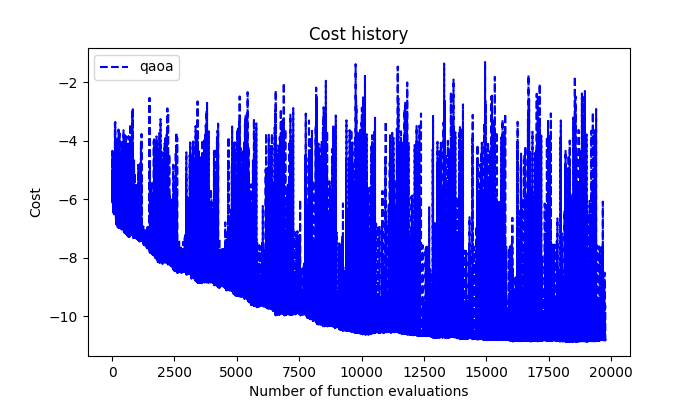 Cost history
qaoa
−2
−4
−6
−8
−10
Cost
0 2500 5000 7500 10000 12500 15000 17500 20000
Number of function evaluations